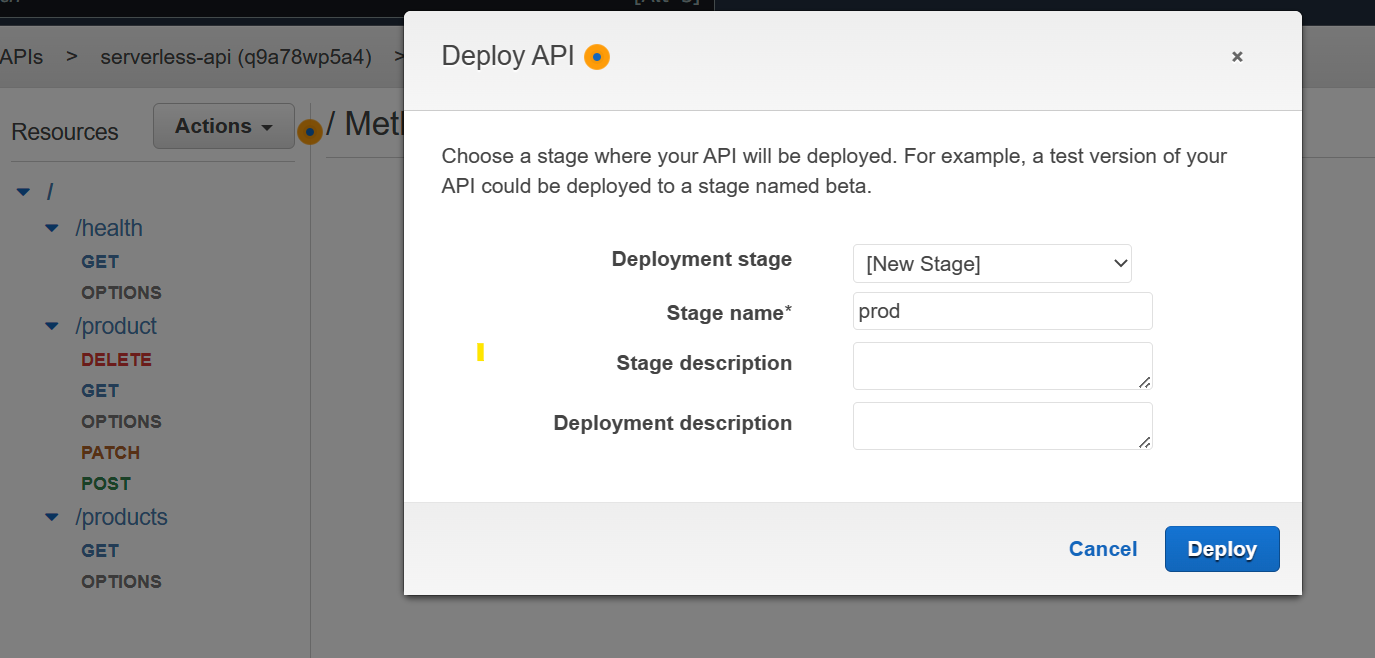 APIs > serverless-api (q9a78wp5a4) >
Resources
Actions
/
/health
GET
OPTIONS
/product
DELETE
GET
OPTIONS
PATCH
POST
/products
GET
OPTIONS
/
Deploy API
×
Choose a stage where your API will be deployed. For example, a test version of your
API could be deployed to a stage named beta.
Deployment stage
[New Stage]
Stage name*
prod
Stage description
Deployment description
Cancel
Deploy